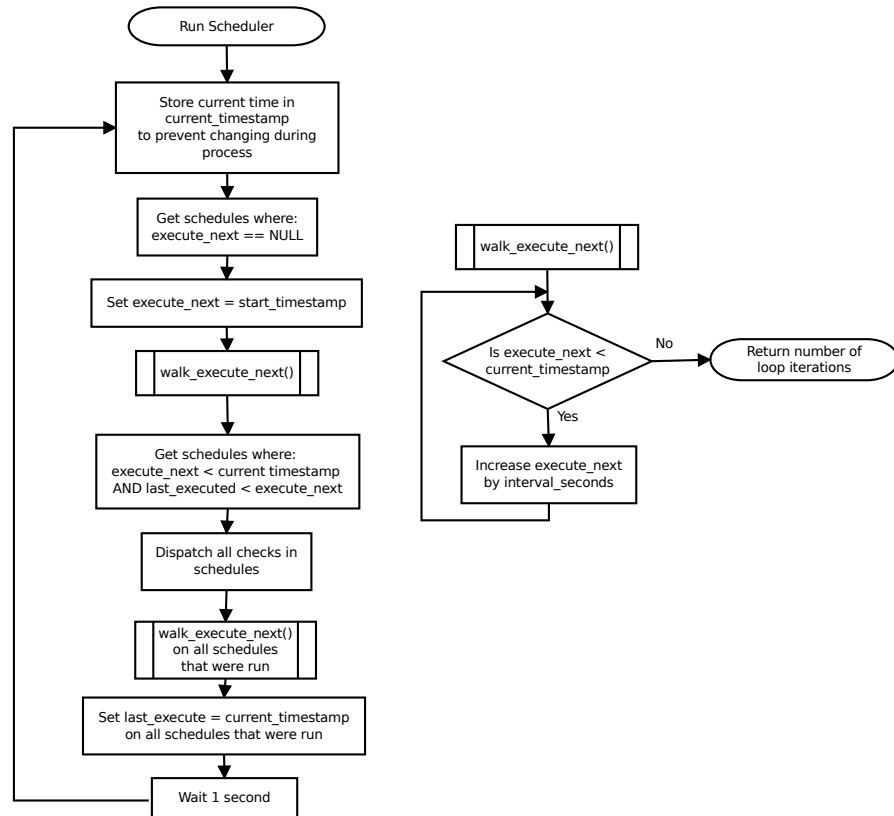 Run Scheduler
Store current time in
current_timestamp
to prevent changing during
process
Get schedules where:
execute_next == NULL
Set execute_next = start_timestamp
walk_execute_next()
Get schedules where:
execute_next < current timestamp
AND last_executed < execute_next
Dispatch all checks in
schedules
walk_execute_next()
on all schedules
that were run
Set last_execute = current_timestamp
on all schedules that were run
Wait 1 second
walk_execute_next()
Is execute_next <
current_timestamp
No
Return number of
loop iterations
Yes
Increase execute_next
by interval_seconds